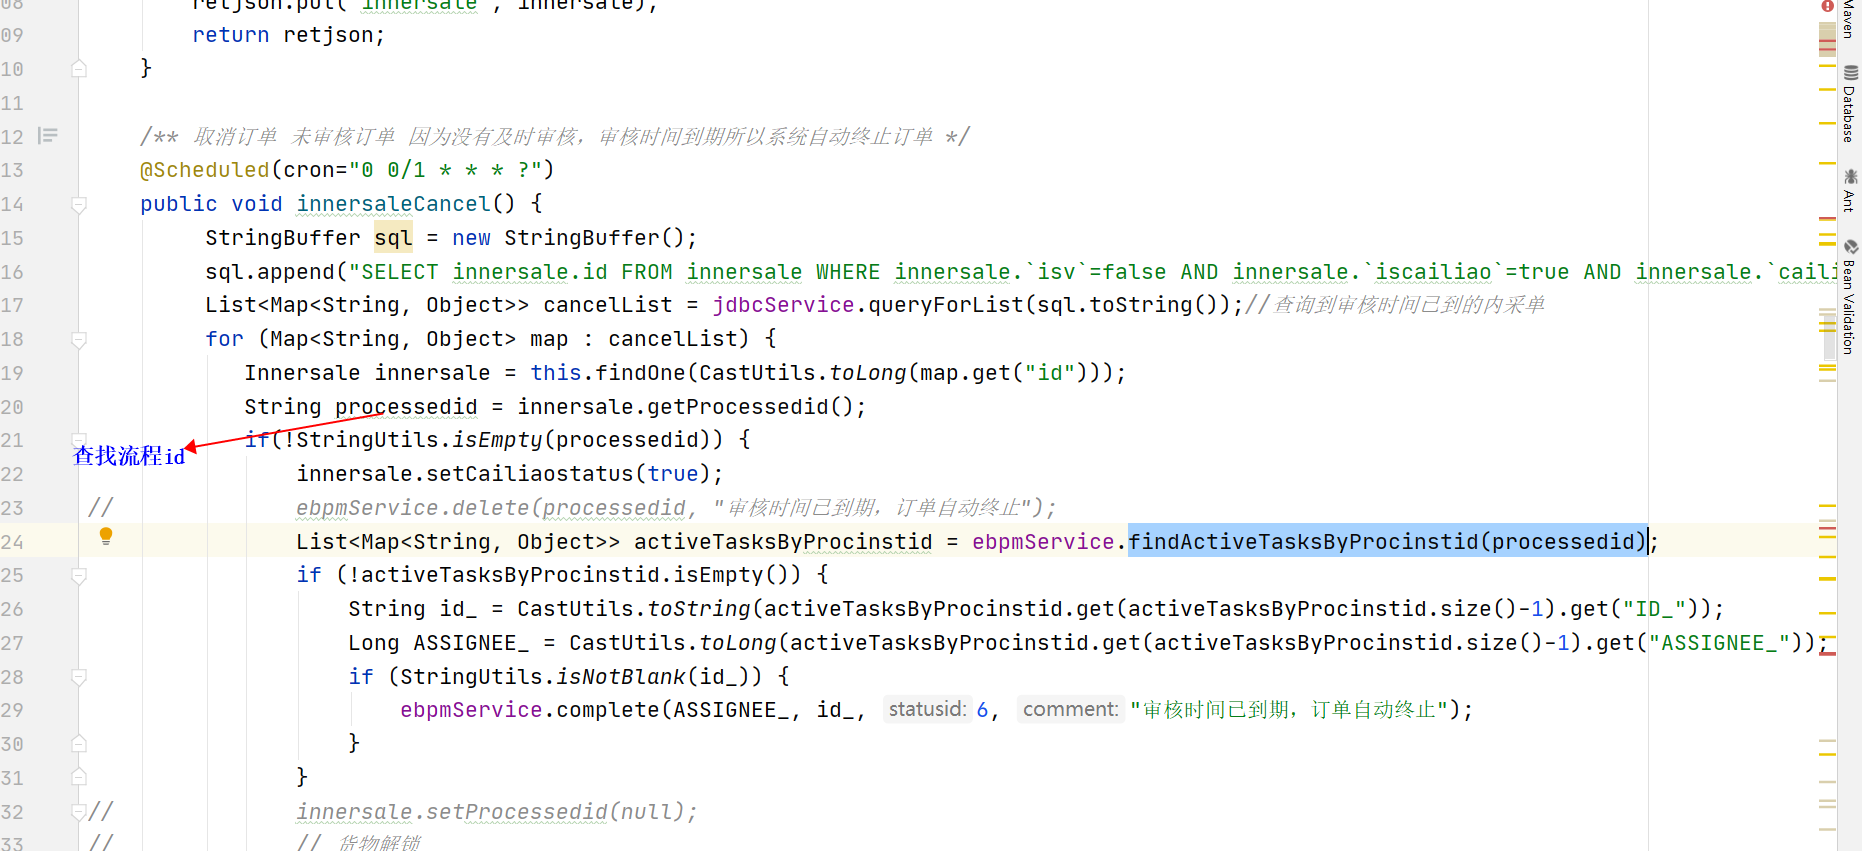 08 retjson.put("innersale", innersale);
09 return retjson;
10 }
11
12 /** 取消订单 未审核订单 因为没有及时审核，审核时间到期所以系统自动终止订单 */
13 @Scheduled(cron="0 0/1 * * * ?")
14 public void innersaleCancel() {
15 StringBuffer sql = new StringBuffer();
16 sql.append("SELECT innersale.id FROM innersale WHERE innersale.`isv`=false AND innersale.`iscailiao`=true AND innersale.`caili
17 List<Map<String, Object>> cancelList = jdbcService.queryForList(sql.toString());//查询到审核时间已到的内采单
18 for (Map<String, Object> map : cancelList) {
19 Innersale innersale = this.findOne(CastUtils.toLong(map.get("id")));
20 String processedid = innersale.getProcessedid();
21 if(!StringUtils.isEmpty(processedid)) {
查找流程id
22 innersale.setCailiaostatus(true);
23 // ebpmService.delete(processedid, "审核时间已到期，订单自动终止");
24 List<Map<String, Object>> activeTasksByProcinstid = ebpmService.findActiveTasksByProcinstid(processedid);
25 if (!activeTasksByProcinstid.isEmpty()) {
26 String id_ = CastUtils.toString(activeTasksByProcinstid.get(activeTasksByProcinstid.size()-1).get("ID_"));
27 Long ASSIGNEE_ = CastUtils.toLong(activeTasksByProcinstid.get(activeTasksByProcinstid.size()-1).get("ASSIGNEE_"));
28 if (StringUtils.isNotBlank(id_)) {
29 ebpmService.complete(ASSIGNEE_, id_, statusid: 6, comment: "审核时间已到期，订单自动终止");
30 }
31 }
32 // innersale.setProcessedid(null);
33 // // 货物解锁
Maven
Database
Ant
Bean Validation